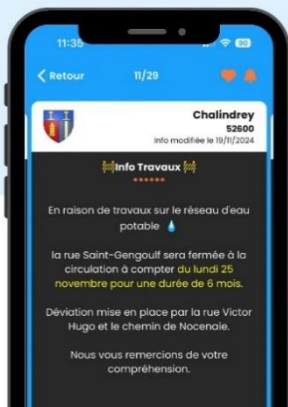 11:35
90
Retour
11/29
Chalindrey
52600
Info modifiée le 19/11/2024
Info Travaux
En raison de travaux sur le réseau d'eau
potable
la rue Saint-Gengoulf sera fermée à la
circulation à compter du lundi 25
novembre pour une durée de 6 mois.
Déviation mise en place par la rue Victor
Hugo et le chemin de Nocenaie.
Nous vous remercions de votre
compréhension.